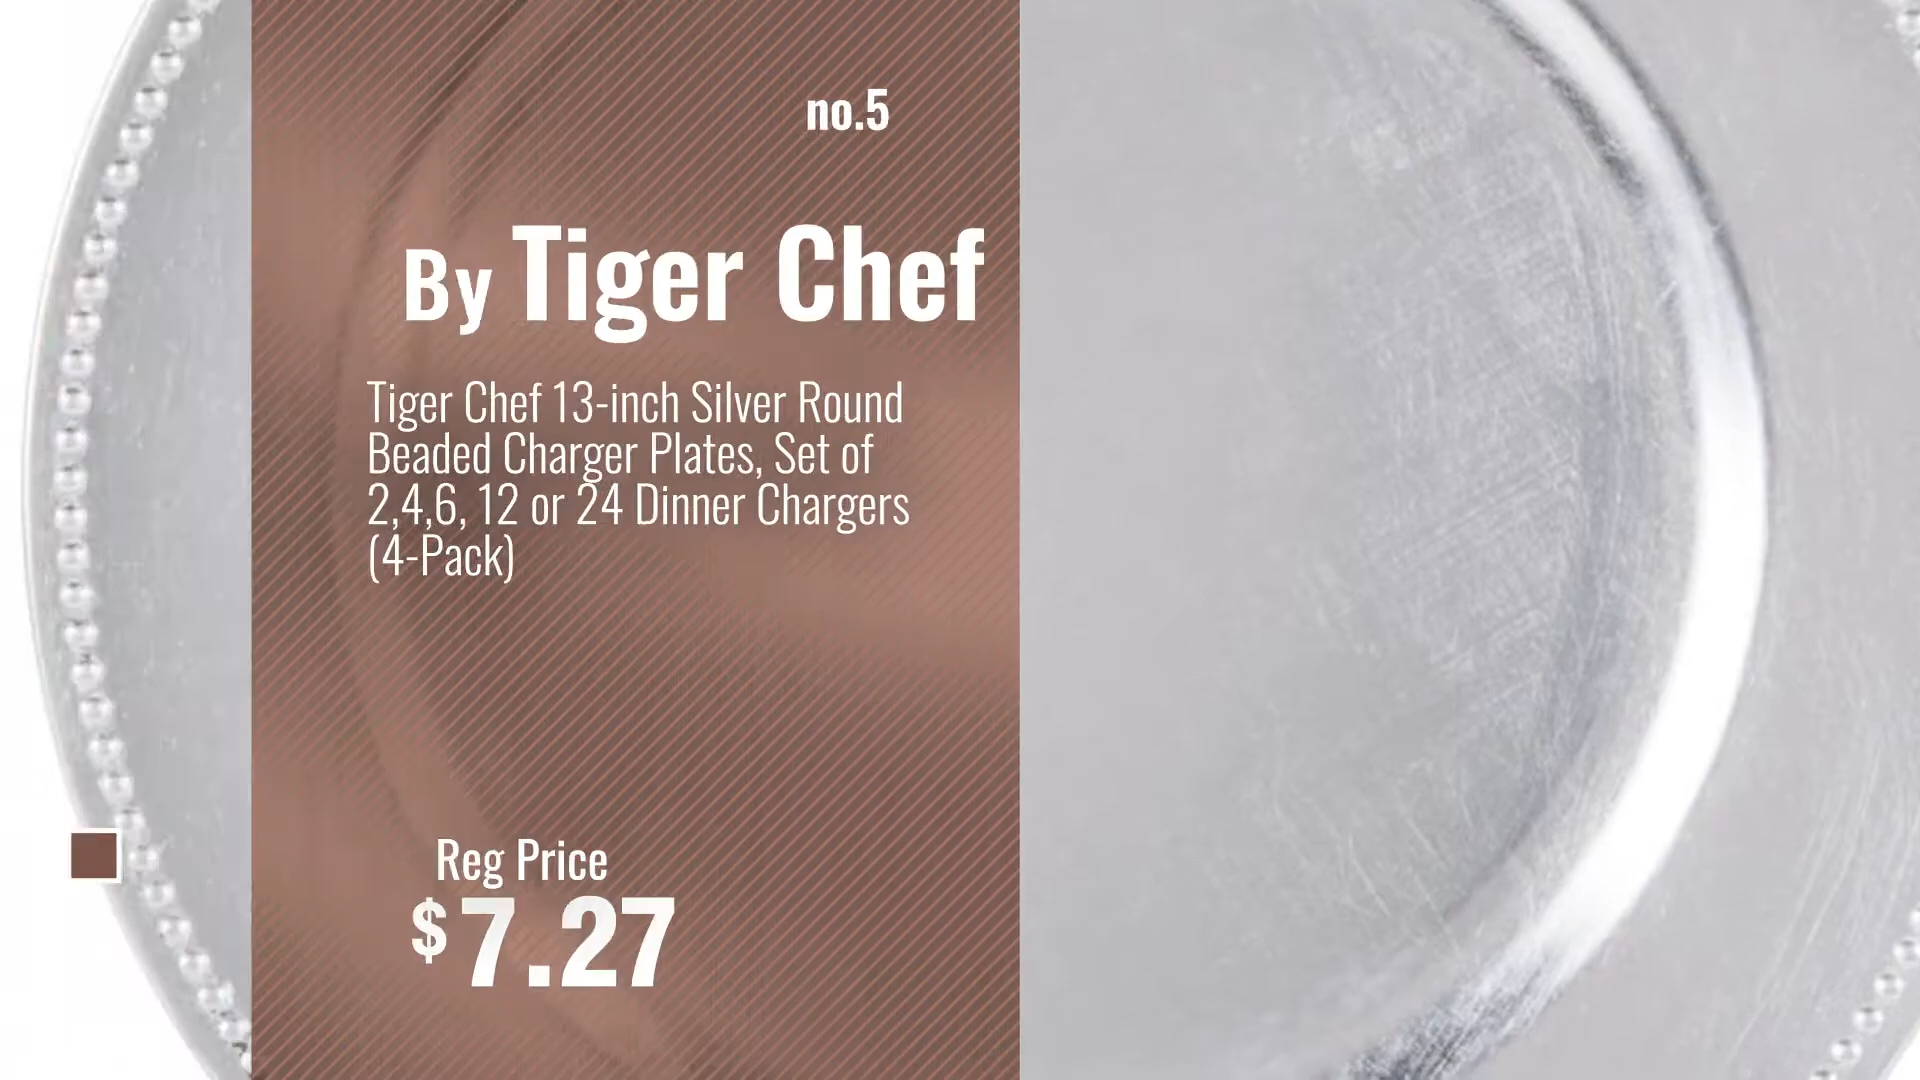 no.5
By Tiger Chef
Tiger Chef 13-inch Silver Round
Beaded Charger Plates, Set of
2,4,6, 12 or 24 Dinner Chargers
(4-Pack)
Reg Price
$7.27